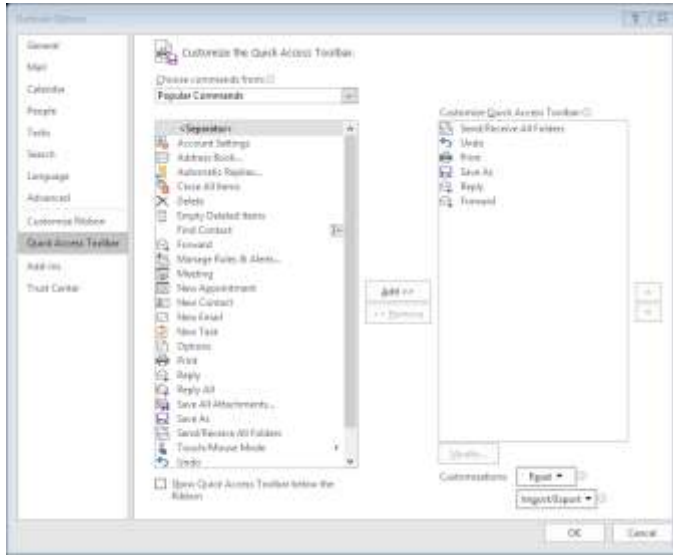 Outlook Options
General
Mail
Calendar
People
Tasks
Search
Language
Advanced
Customize Ribbon
Quick Access Toolbar
Add-ins
Trust Center
Customize the Quick Access Toolbar.
Choose commands from:
Popular Commands
<Separator>
Account Settings
Address Book...
Automatic Replies...
Close All Items
Delete
Empty Deleted Items
Find Contact
Forward
Manage Rules & Alerts...
Meeting
New Appointment
New Contact
New Email
New Task
Options
Print
Reply
Reply All
Save All Attachments...
Save As
Send/Receive All Folders
Touch/Mouse Mode
Undo
Show Quick Access Toolbar below the
Ribbon
Add >>
<< Remove
Customize Quick Access Toolbar:
Send/Receive All Folders
Undo
Print
Save As
Reply
Forward
Modify...
Customizations:
Reset
Import/Export
OK
Cancel